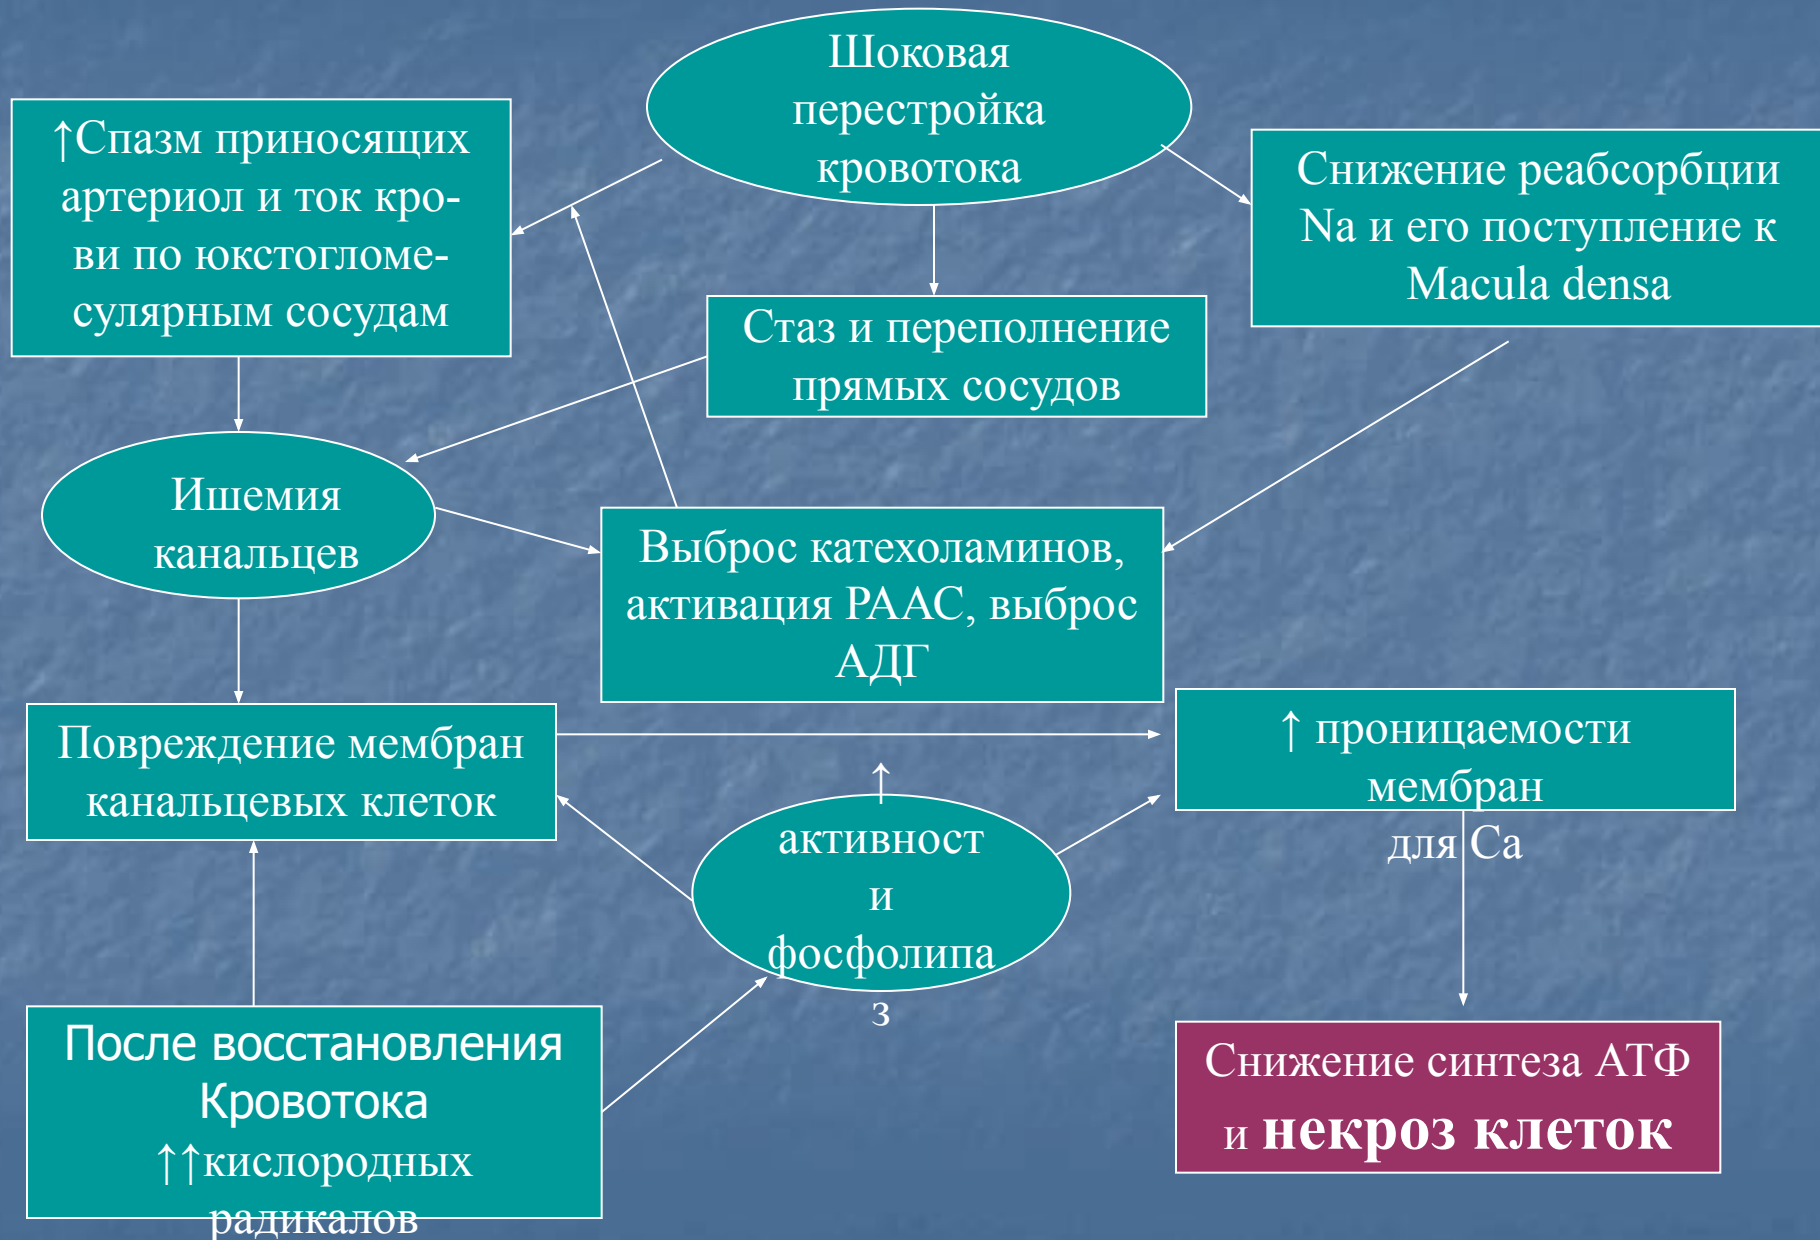 Шоковая
перестройка
кровотока
↑Спазм приносящих
артериол и ток кро-
ви по юкстогломе-
сулярным сосудам
Снижение реабсорбции
Na и его поступление к
Macula densa
Стаз и переполнение
прямых сосудов
Ишемия
канальцев
Выброс катехоламинов,
активация РААС, выброс
АДГ
Повреждение мембран
канальцевых клеток
↑ проницаемости
мембран
для Са
↑
активност
и
фосфолипа
з
После восстановления
Кровотока
↑↑кислородных
радикалов
Снижение синтеза АТФ
и некроз клеток